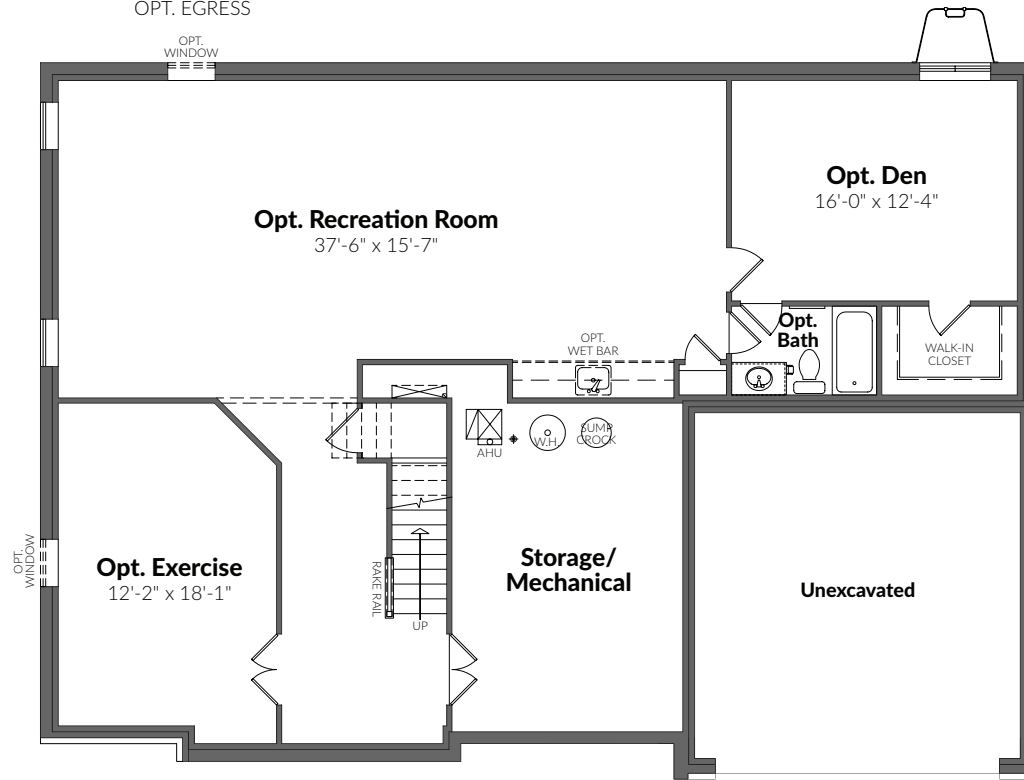 OPT. EGRESS
OPT.
WINDOW
Opt. Den
16'-0" x 12'-4"
Opt. Recreation Room
37'-6" x 15'-7"
Opt.
Bath
OPT.
WET BAR
WALK-IN
CLOSET
AHU
W.H.
SUMP
CROCK
OPT.
WINDOW
Opt. Exercise
12'-2" x 18'-1"
RAKE RAIL
UP
Storage/
Mechanical
Unexcavated